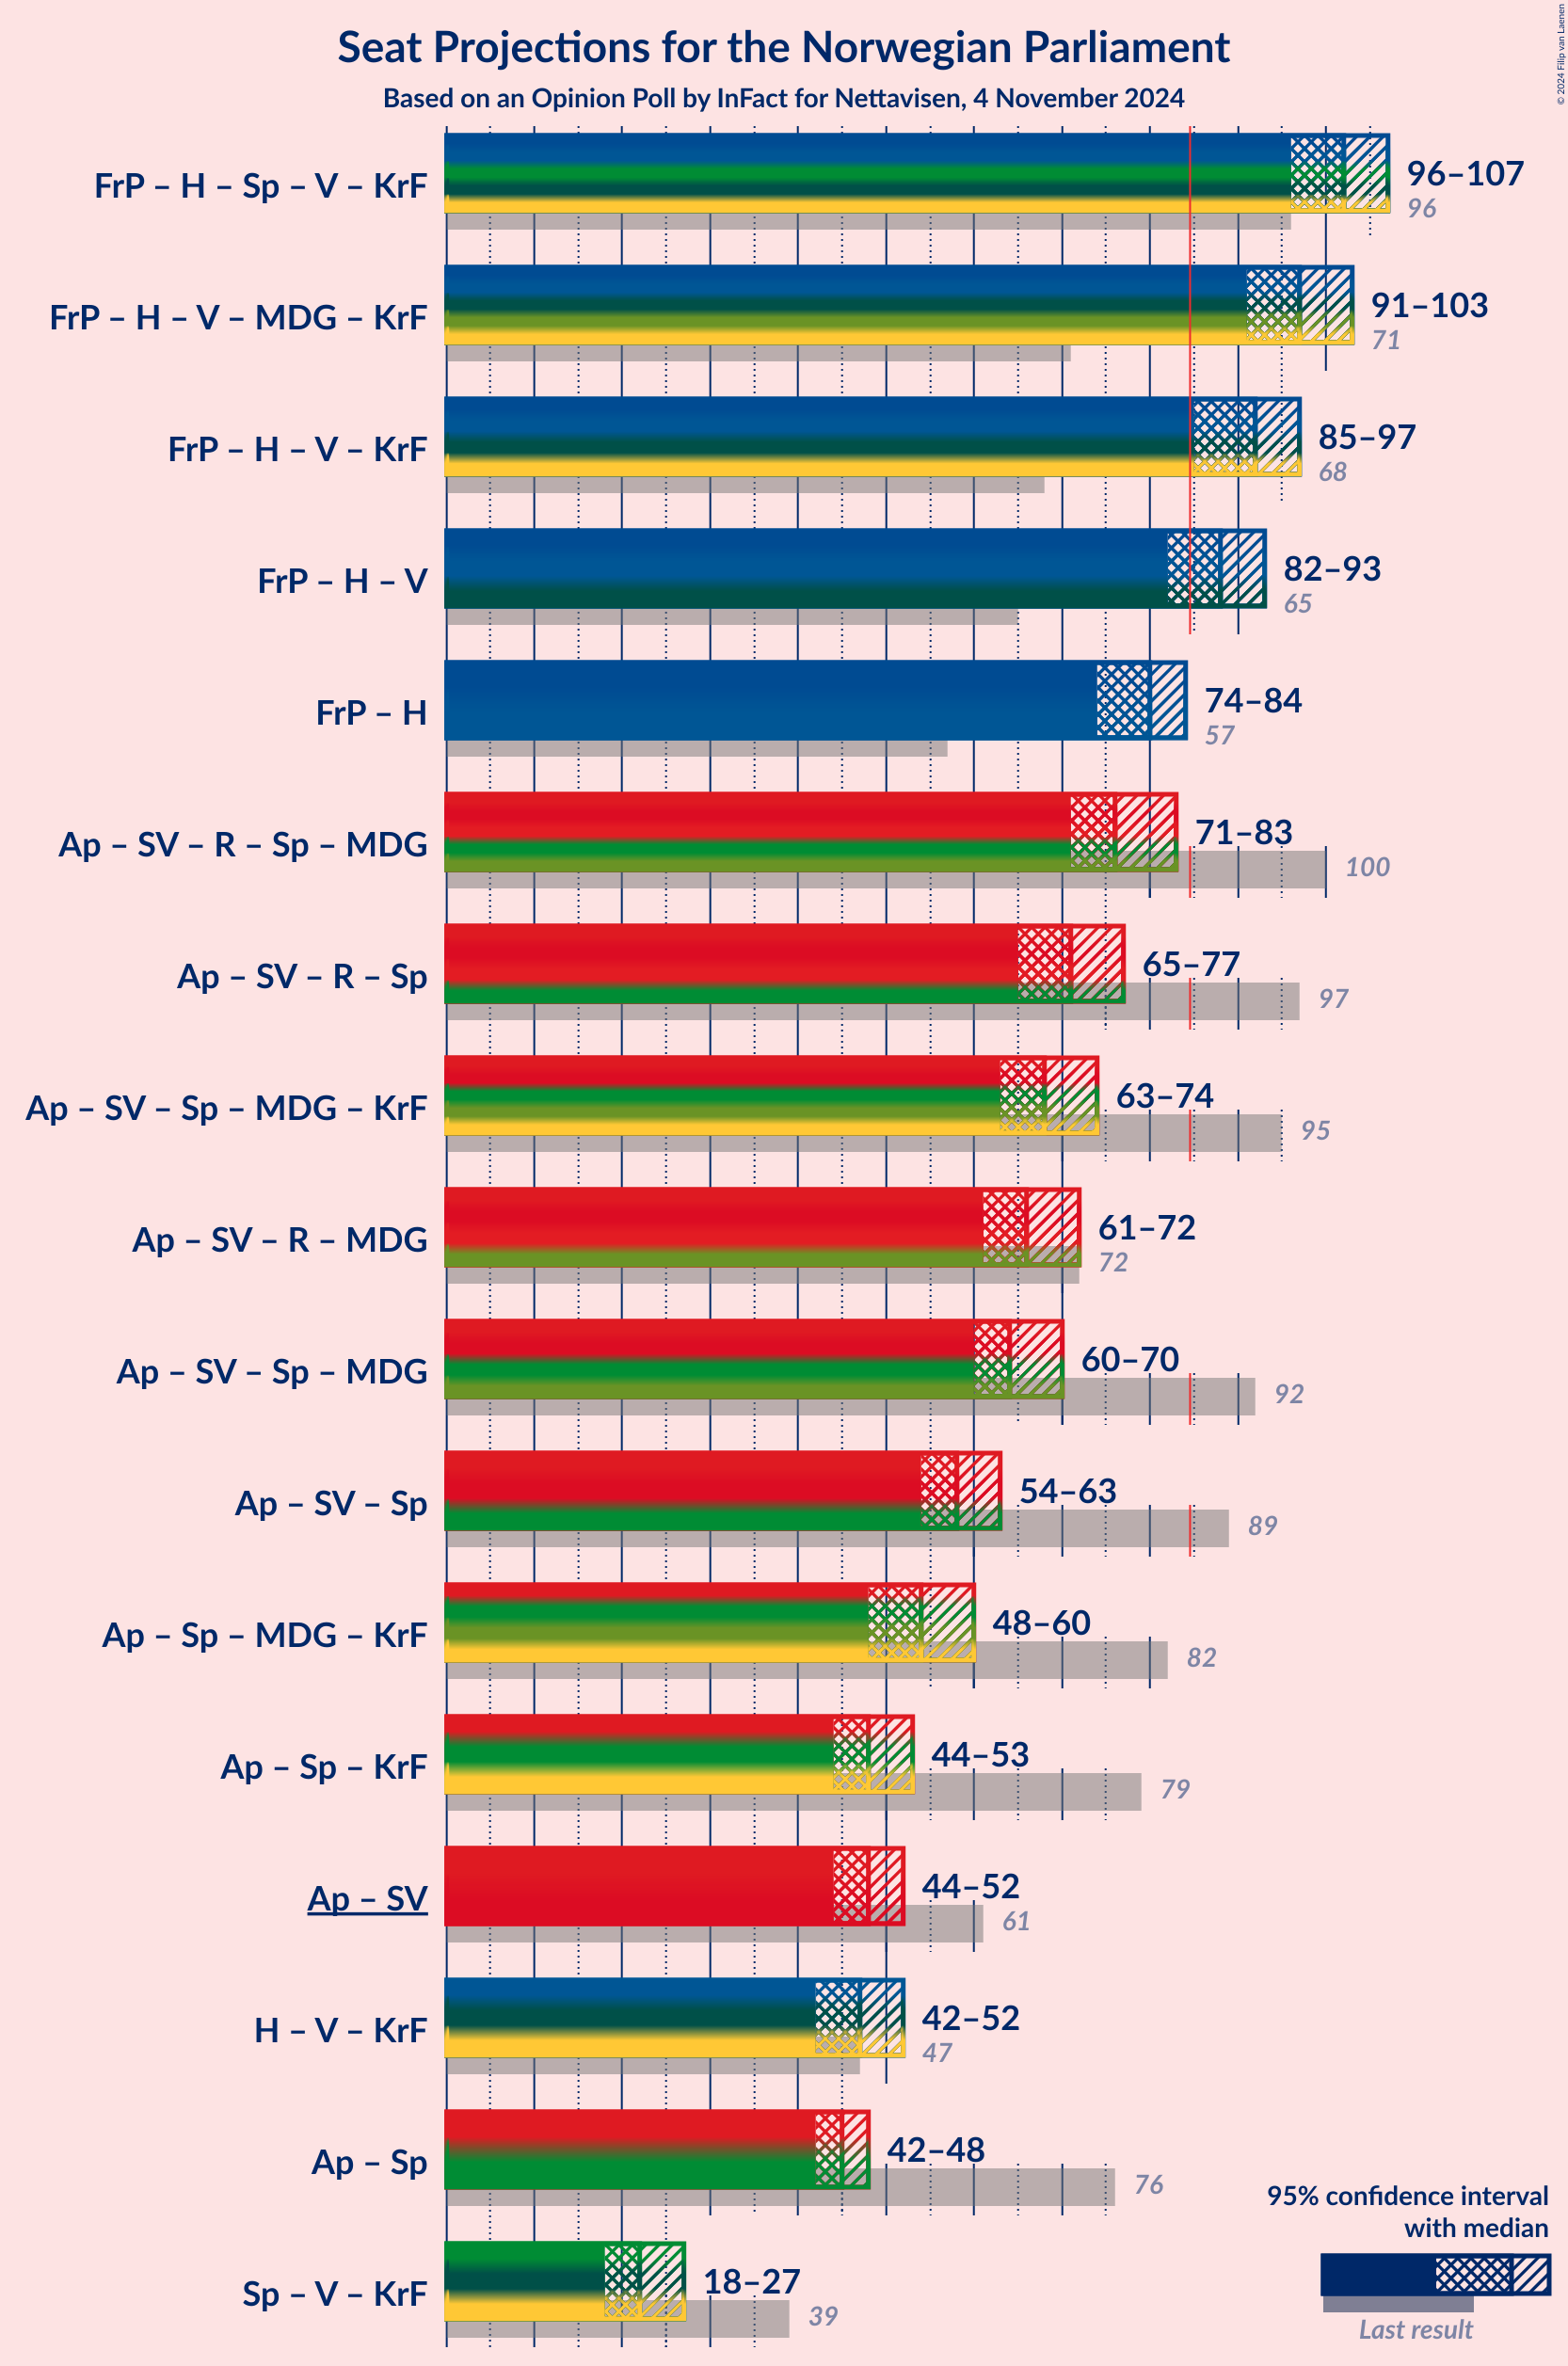 Seat Projections for the Norwegian Parliament
Based on an Opinion Poll by InFact for Nettavisen, 4 November 2024
© 2024 Filip van Laenen
FrP – H – Sp – V – KrF
96–107
96
FrP – H – V – MDG – KrF
91–103
71
FrP – H – V – KrF
85–97
68
FrP – H – V
82–93
65
FrP – H
74–84
57
Ap – SV – R – Sp – MDG
71–83
100
Ap – SV – R – Sp
65–77
97
Ap – SV – Sp – MDG – KrF
63–74
95
Ap – SV – R – MDG
61–72
72
Ap – SV – Sp – MDG
60–70
92
Ap – SV – Sp
54–63
89
Ap – Sp – MDG – KrF
48–60
82
Ap – Sp – KrF
44–53
79
Ap – SV
44–52
61
H – V – KrF
42–52
47
Ap – Sp
42–48
76
Sp – V – KrF
18–27
39
95% confidence interval
with median
Last result